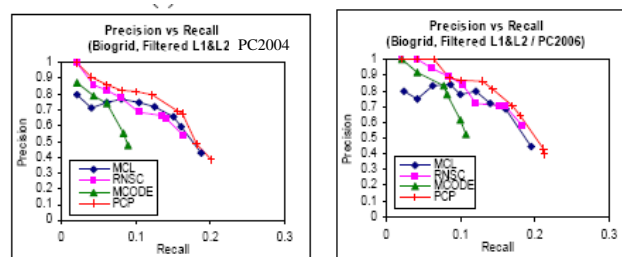 Precision vs Recall
(Biogrid, Filtered L1&L2 PC2004
1
0.9
0.8
0.7
0.6
0.5
0.4
0.3
0.2
0.1
0
Precision
MCL
RNSC
MCODE
PCP
0
0.1
0.2
0.3
Recall
Precision vs Recall
(Biogrid, Filtered L1&L2 / PC2006)
1
0.9
0.8
0.7
0.6
0.5
0.4
0.3
0.2
0.1
0
Precision
MCL
RNSC
MCODE
PCP
0
0.1
0.2
0.3
Recall